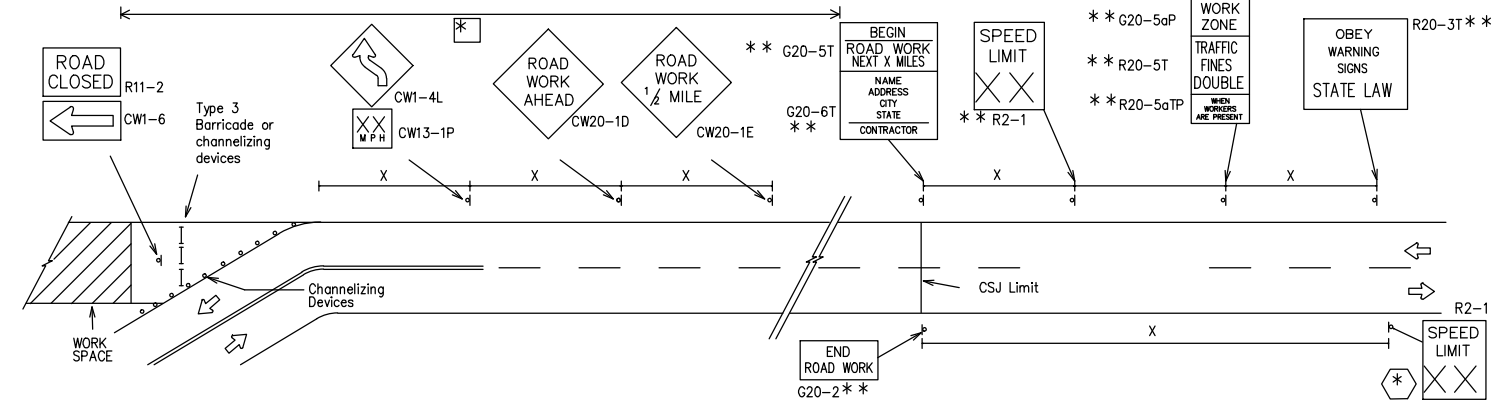 ROAD
CLOSED
R11-2
CW1-6
Type 3
Barricade or
channelizing
devices
*
CW1-4L
XX
MPH
CW13-1P
ROAD
WORK
AHEAD
CW20-1D
ROAD
WORK
1/2 MILE
CW20-1E
** G20-5T
G20-6T
**
BEGIN
ROAD WORK
NEXT X MILES
NAME
ADDRESS
CITY
STATE
CONTRACTOR
SPEED
LIMIT
XX
** R2-1
** G20-5aP
** R20-5T
** R20-5aTP
WORK
ZONE
TRAFFIC
FINES
DOUBLE
WHEN
WORKERS
ARE PRESENT
OBEY
WARNING
SIGNS
STATE LAW
R20-3T **
X X X X X
Channelizing
Devices
WORK
SPACE
CSJ Limit
X
END
ROAD WORK
G20-2 **
R2-1
SPEED
LIMIT
XX
*